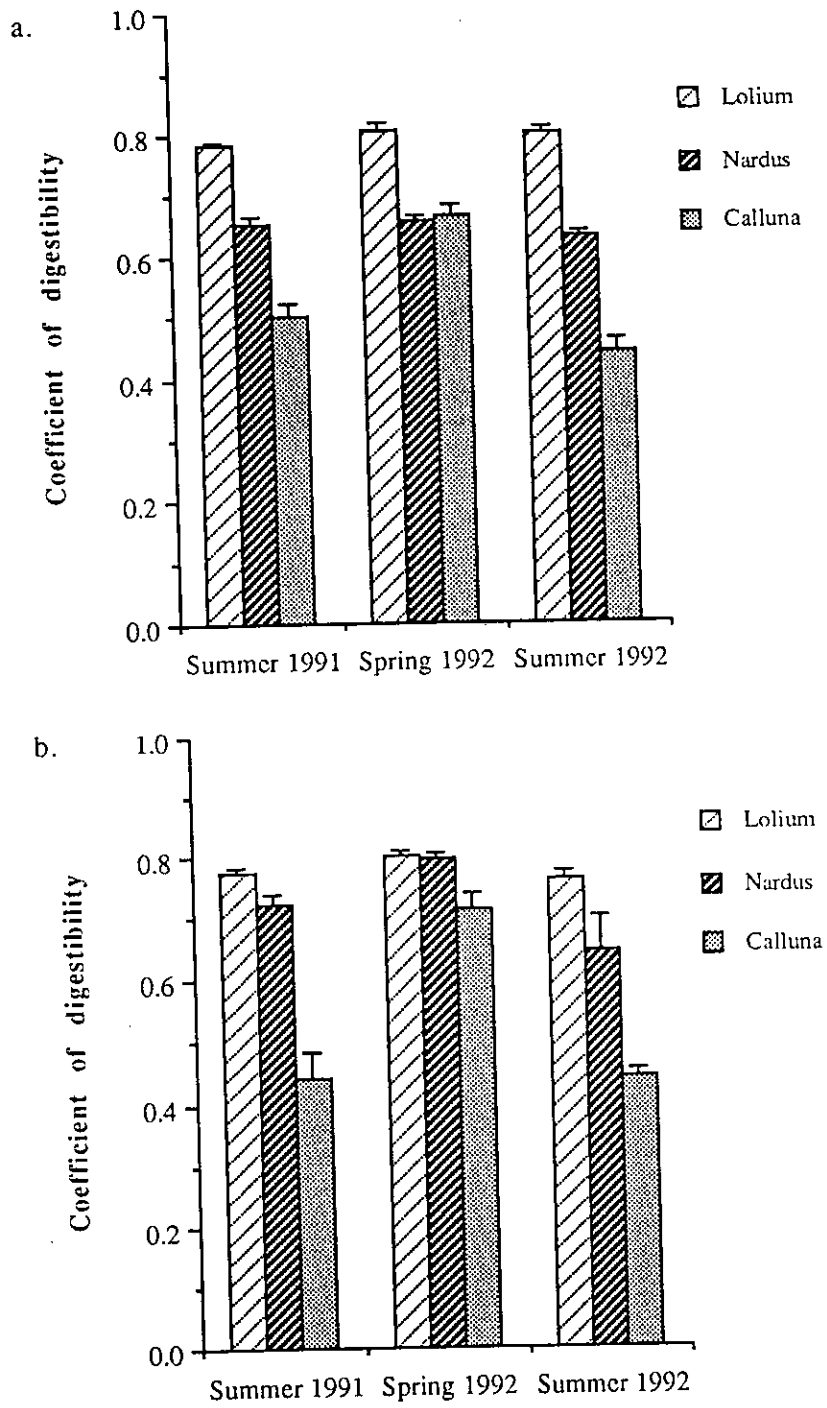 a.
Coefficient of digestibility
1.0
0.8
0.6
0.4
0.2
0.0
Summer 1991 Spring 1992 Summer 1992
Lolium
Nardus
Calluna
b.
Coefficient of digestibility
1.0
0.8
0.6
0.4
0.2
0.0
Summer 1991 Spring 1992 Summer 1992
Lolium
Nardus
Calluna